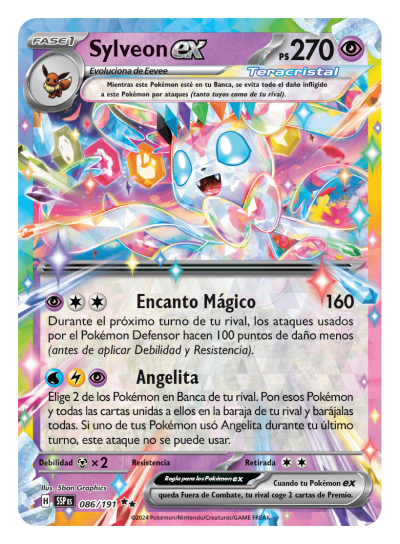 FASE 1
Sylveon ex
PS 270
Evoluciona de Eevee
Teracristal
Mientras este Pokémon esté en tu Banca, se evita todo el daño infligido
a este Pokémon por ataques (tanto tuyos como de tu rival).
Encanto Mágico 160
Durante el próximo turno de tu rival, los ataques usados
por el Pokémon Defensor hacen 100 puntos de daño menos
(antes de aplicar Debilidad y Resistencia).
Angelita
Elige 2 de los Pokémon en Banca de tu rival. Pon esos Pokémon
y todas las cartas unidas a ellos en la baraja de tu rival y barájalas
todas. Si uno de tus Pokémon usó Angelita durante tu último
turno, este ataque no se puede usar.
Debilidad ×2 Resistencia Retirada
Illus. 5ban Graphics
Regla para los Pokémon ex
Cuando tu Pokémon ex
queda Fuera de Combate, tu rival coge 2 cartas de Premio.
H SSP ES 086/191
©2024 Pokémon/Nintendo/Creatures/GAME FREAK